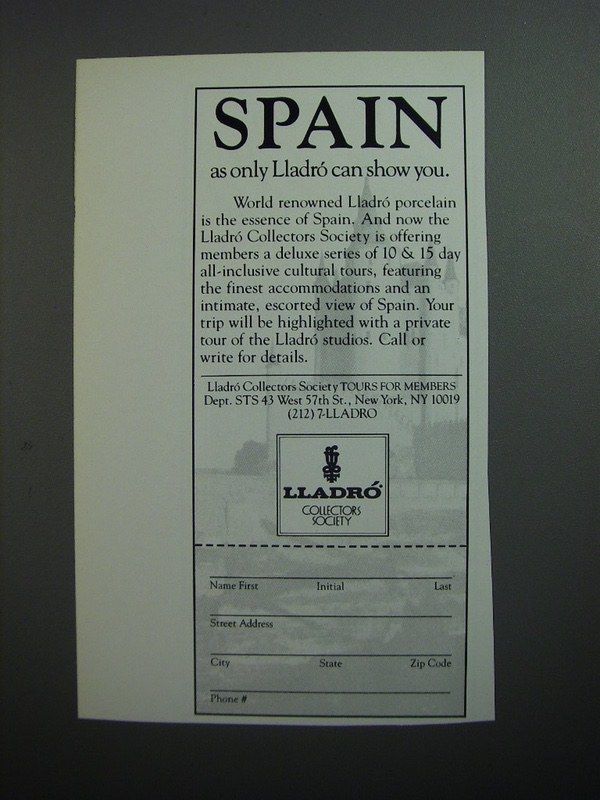 SPAIN
as only Lladró can show you.
World renowned Lladró porcelain
is the essence of Spain. And now the
Lladró Collectors Society is offering
members a deluxe series of 10 & 15 day
all-inclusive cultural tours, featuring
the finest accommodations and an
intimate, escorted view of Spain. Your
trip will be highlighted with a private
tour of the Lladró studios. Call or
write for details.
Lladró Collectors Society TOURS FOR MEMBERS
Dept. STS 43 West 57th St., New York, NY 10019
(212) 7-LLADRO
LLADRÓ
COLLECTORS
SOCIETY
Name First Initial Last
Street Address
City State Zip Code
Phone #